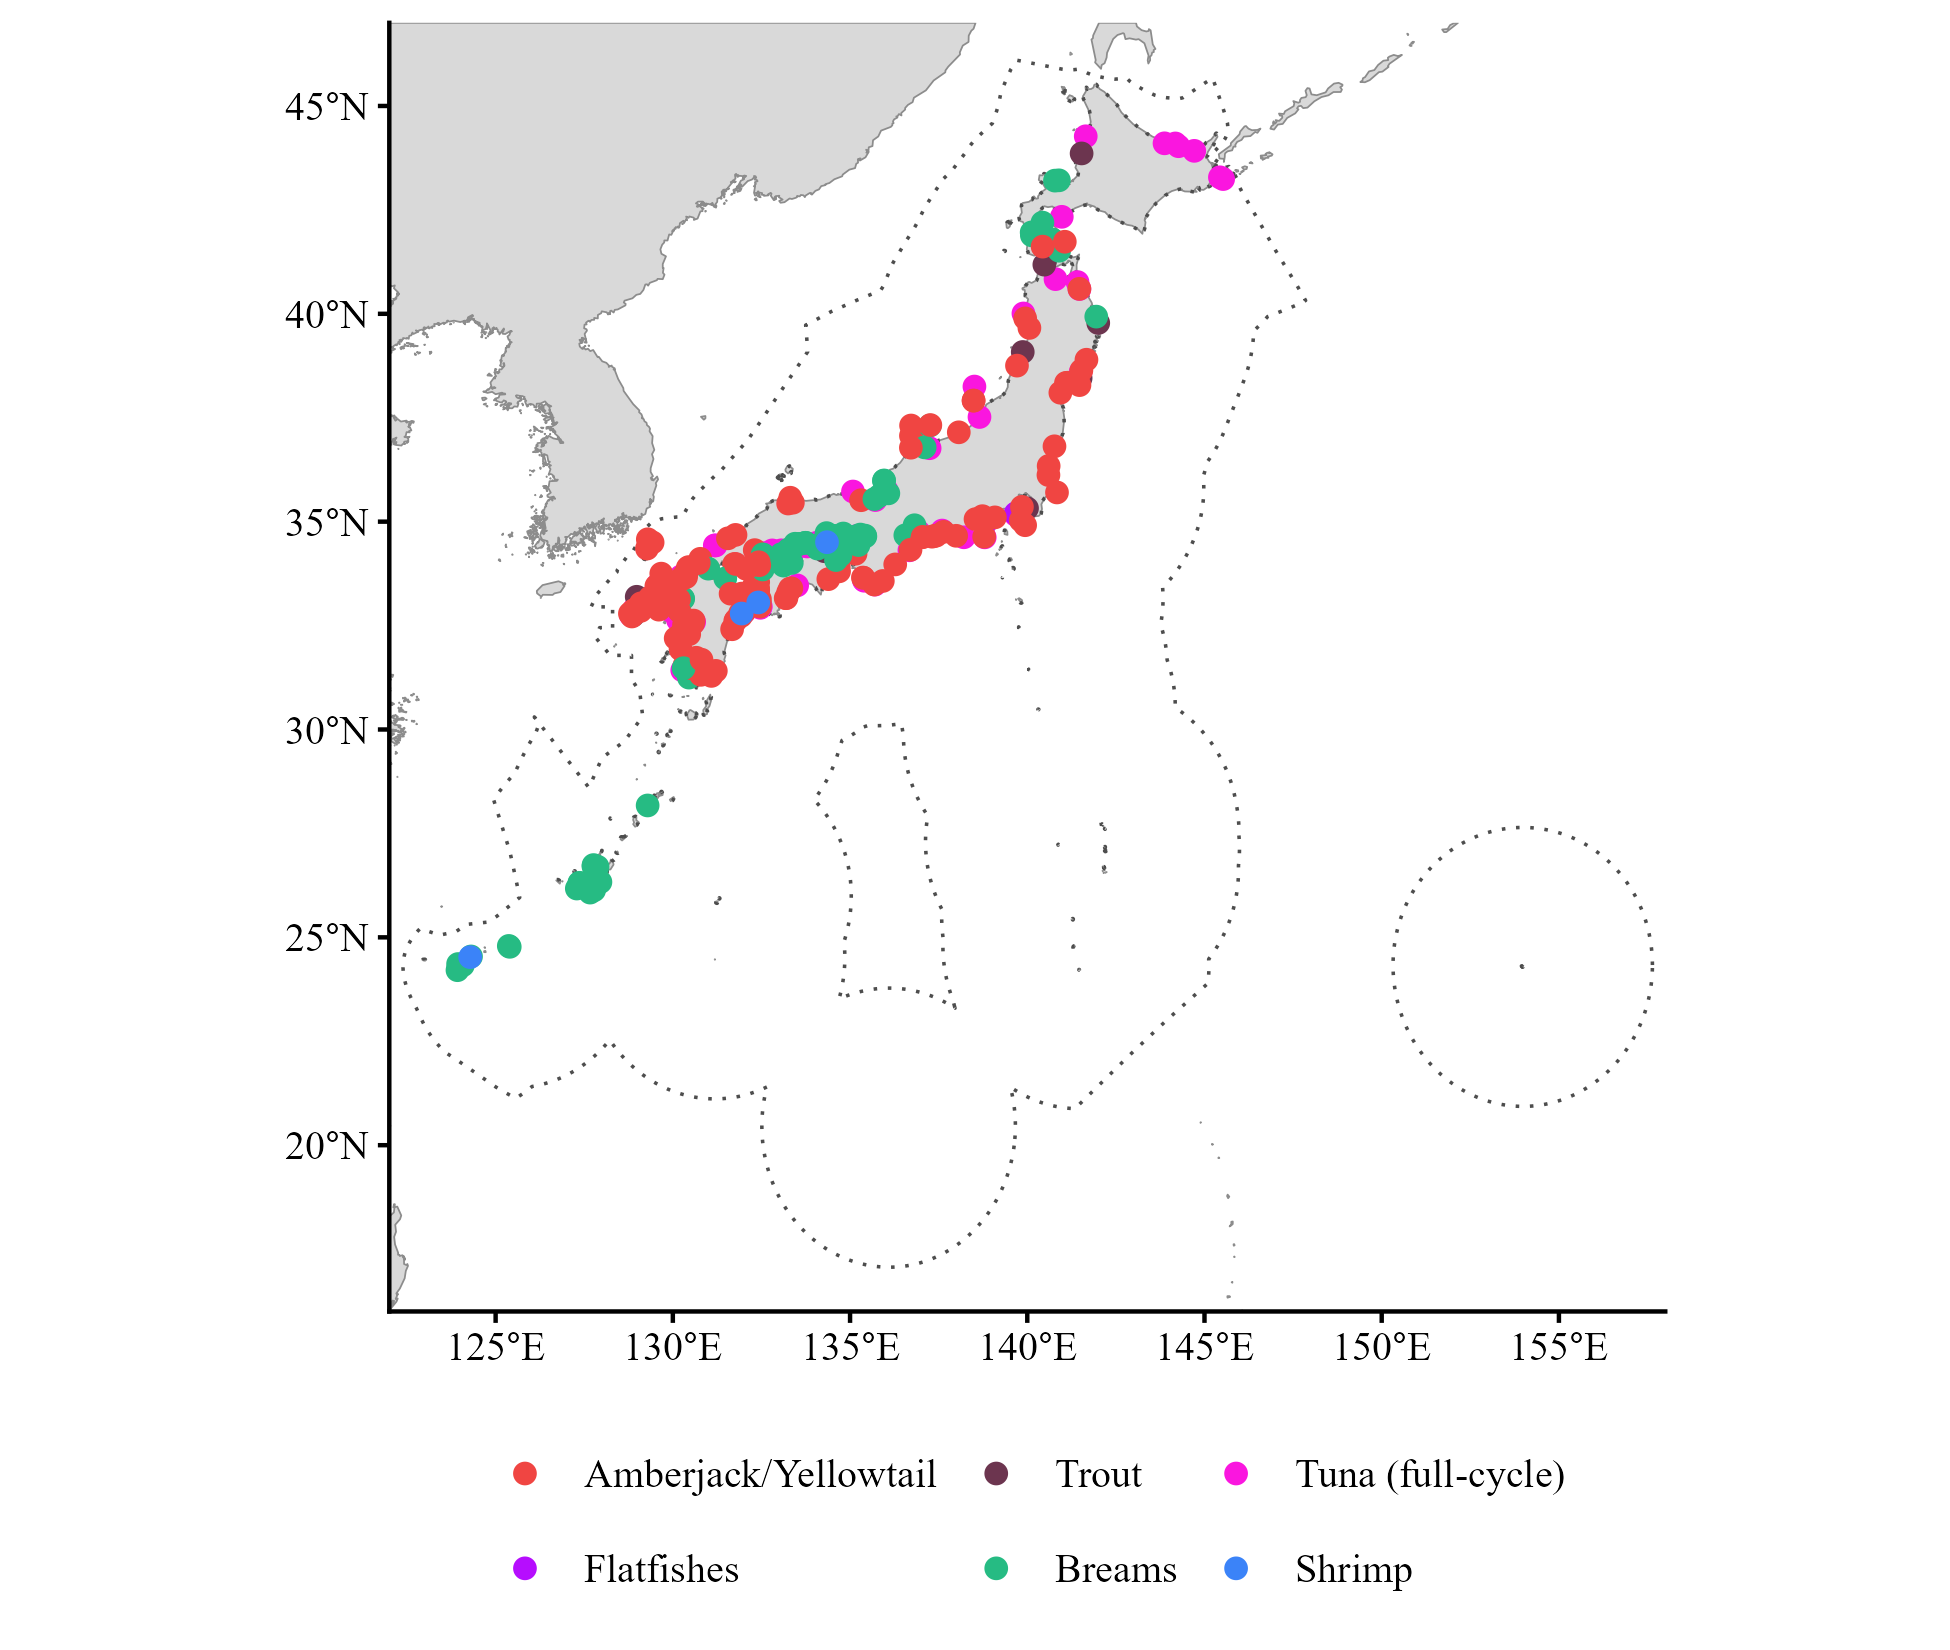 45°N
40°N
35°N
30°N
25°N
20°N
125°E 130°E 135°E 140°E 145°E 150°E 155°E
Amberjack/Yellowtail Trout Tuna (full-cycle)
Flatfishes Breams Shrimp